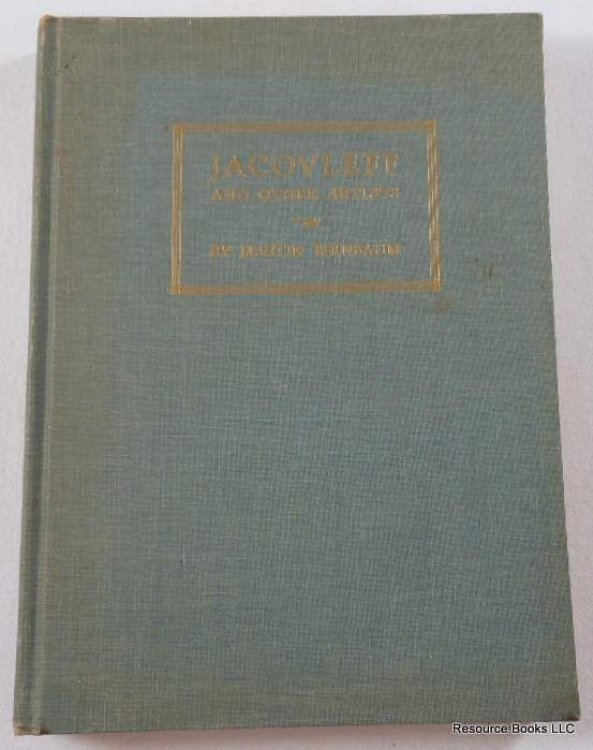 JACOVLEFF
AND OTHER ARTISTS
BY MARTIN BIRNBAUM
Resource Books LLC